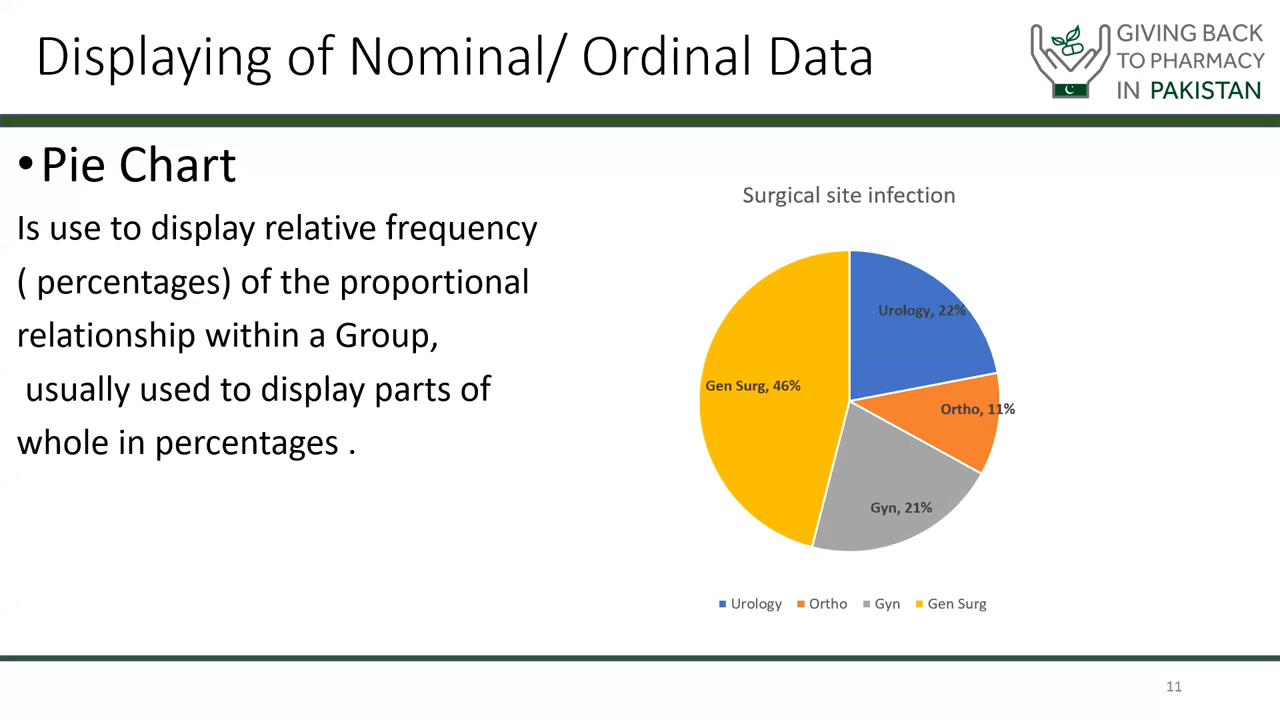 Displaying of Nominal/ Ordinal Data
GIVING BACK
TO PHARMACY
IN PAKISTAN
•Pie Chart
Is use to display relative frequency
( percentages) of the proportional
relationship within a Group,
usually used to display parts of
whole in percentages .
Surgical site infection
Urology, 22%
Gen Surg, 46%
Ortho, 11%
Gyn, 21%
Urology Ortho Gyn Gen Surg
11